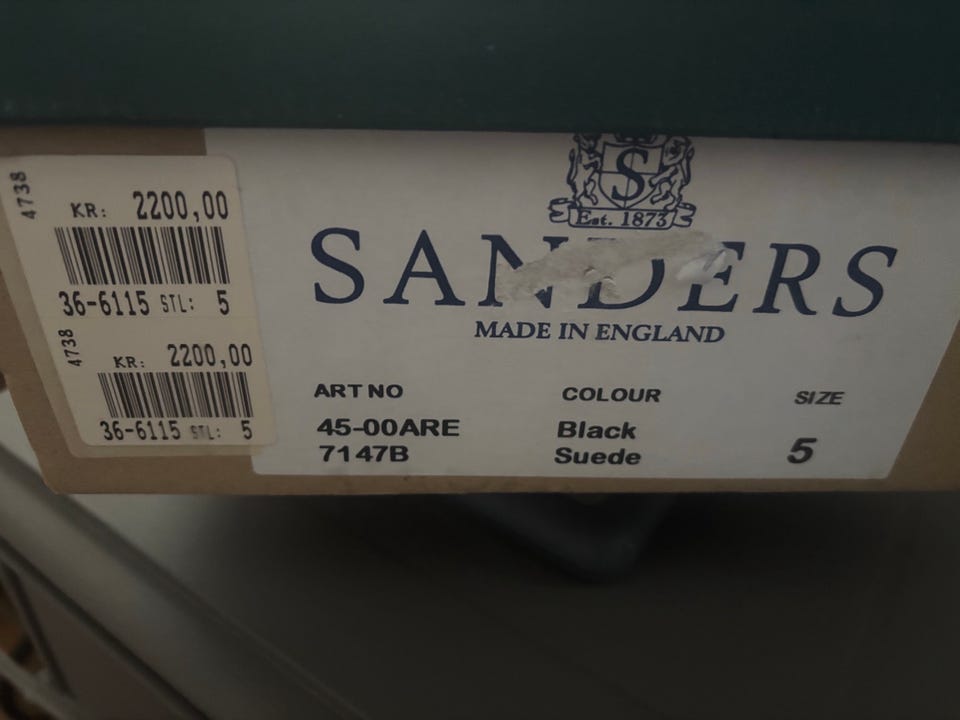 4738
KR: 2200,00
36-6115 STL: 5
4738
KR: 2200,00
36-6115 STL: 5
S
Est. 1873
SANDERS
MADE IN ENGLAND
ART NO COLOUR SIZE
45-00ARE Black 5
7147B Suede